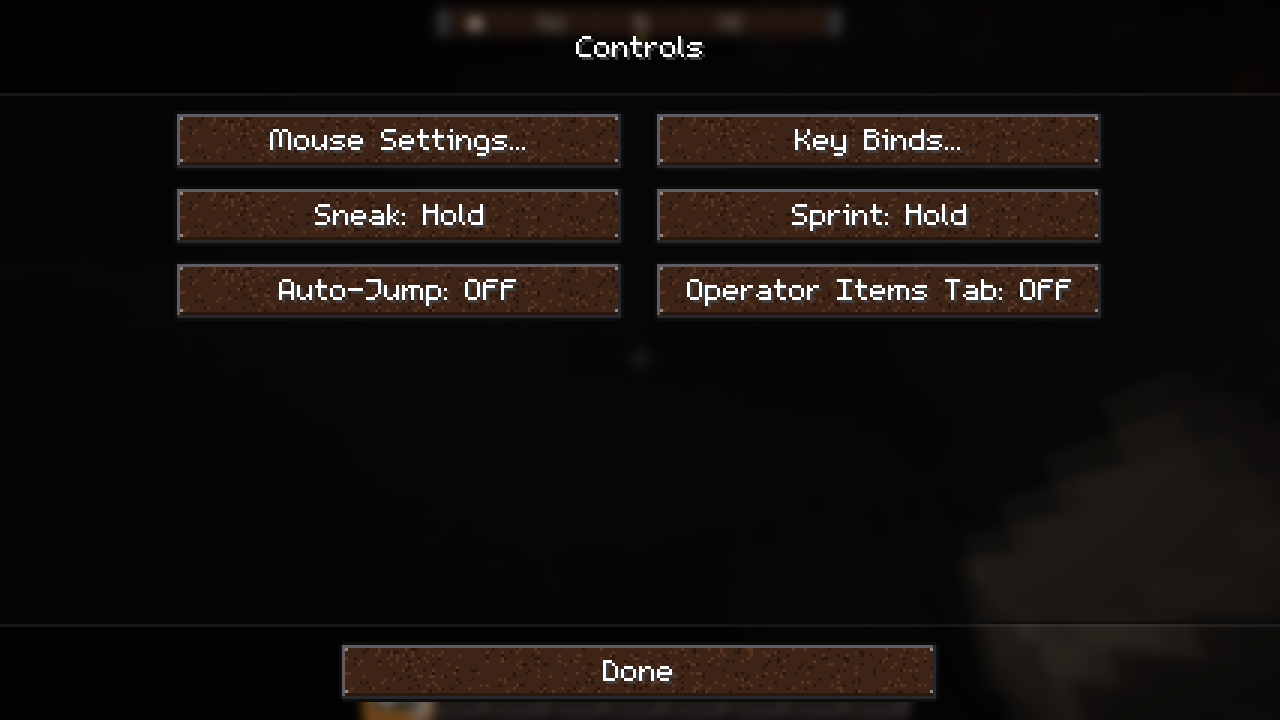 Controls
Mouse Settings...
Key Binds...
Sneak: Hold
Sprint: Hold
Auto-Jump: OFF
Operator Items Tab: OFF
Done